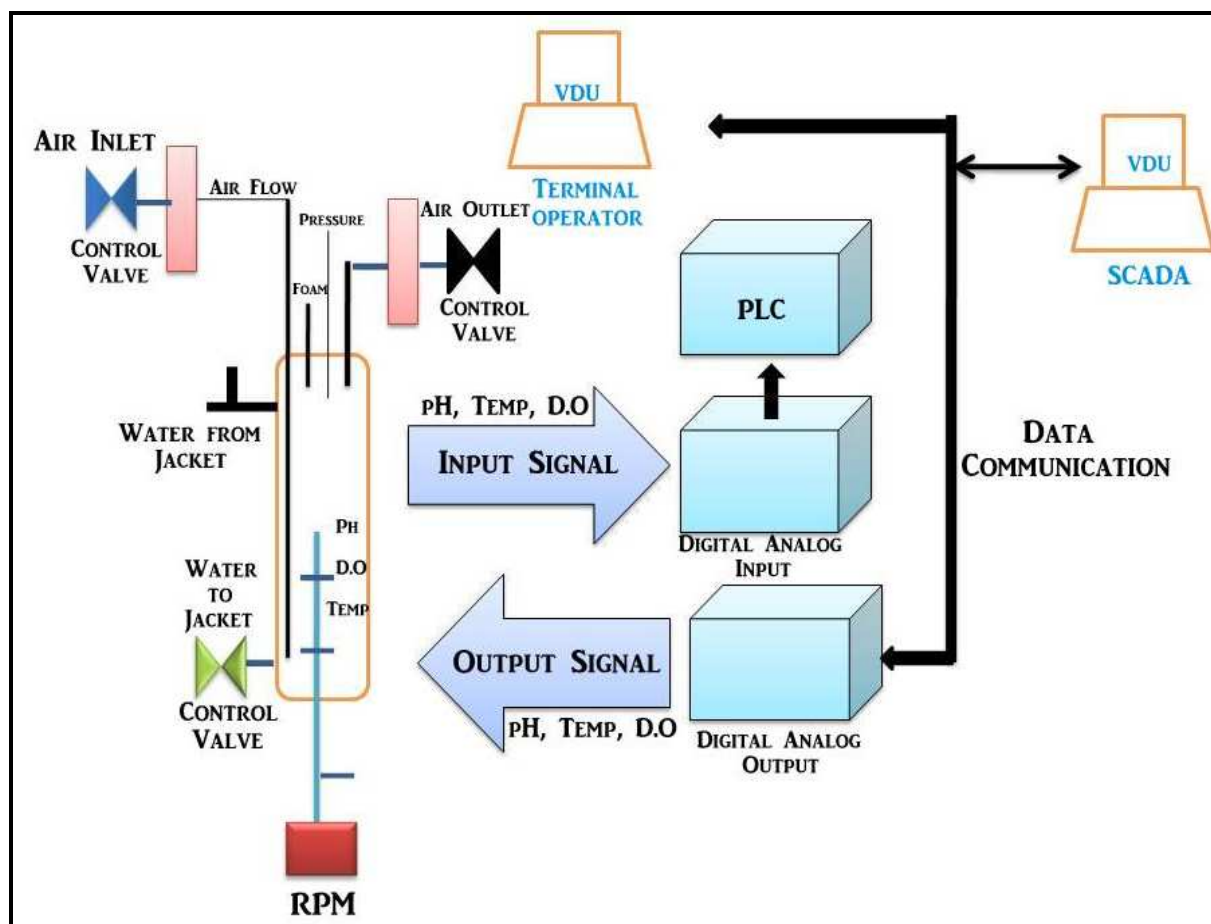 VDU
TERMINAL
OPERATOR
VDU
SCADA
AIR INLET
AIR FLOW
CONTROL
VALVE
PRESSURE
AIR OUTLET
FOAM
CONTROL
VALVE
PLC
WATER FROM
JACKET
PH, TEMP, D.O
INPUT SIGNAL
DATA
COMMUNICATION
DIGITAL ANALOG
INPUT
PH
D.O
TEMP
WATER
TO
JACKET
CONTROL
VALVE
OUTPUT SIGNAL
PH, TEMP, D.O
DIGITAL ANALOG
OUTPUT
RPM